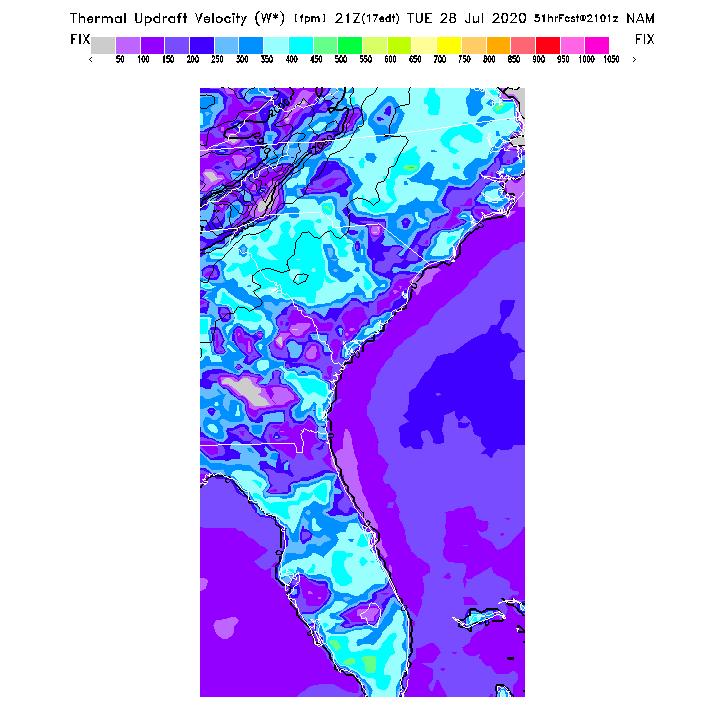 Thermal Updraft Velocity (W*) [fpm] 21Z(17edt) TUE 28 Jul 2020 51hrFcst@2101z NAM
FIX FIX
< 50 100 150 200 250 300 350 400 450 500 550 600 650 700 750 800 850 900 950 1000 1050 >